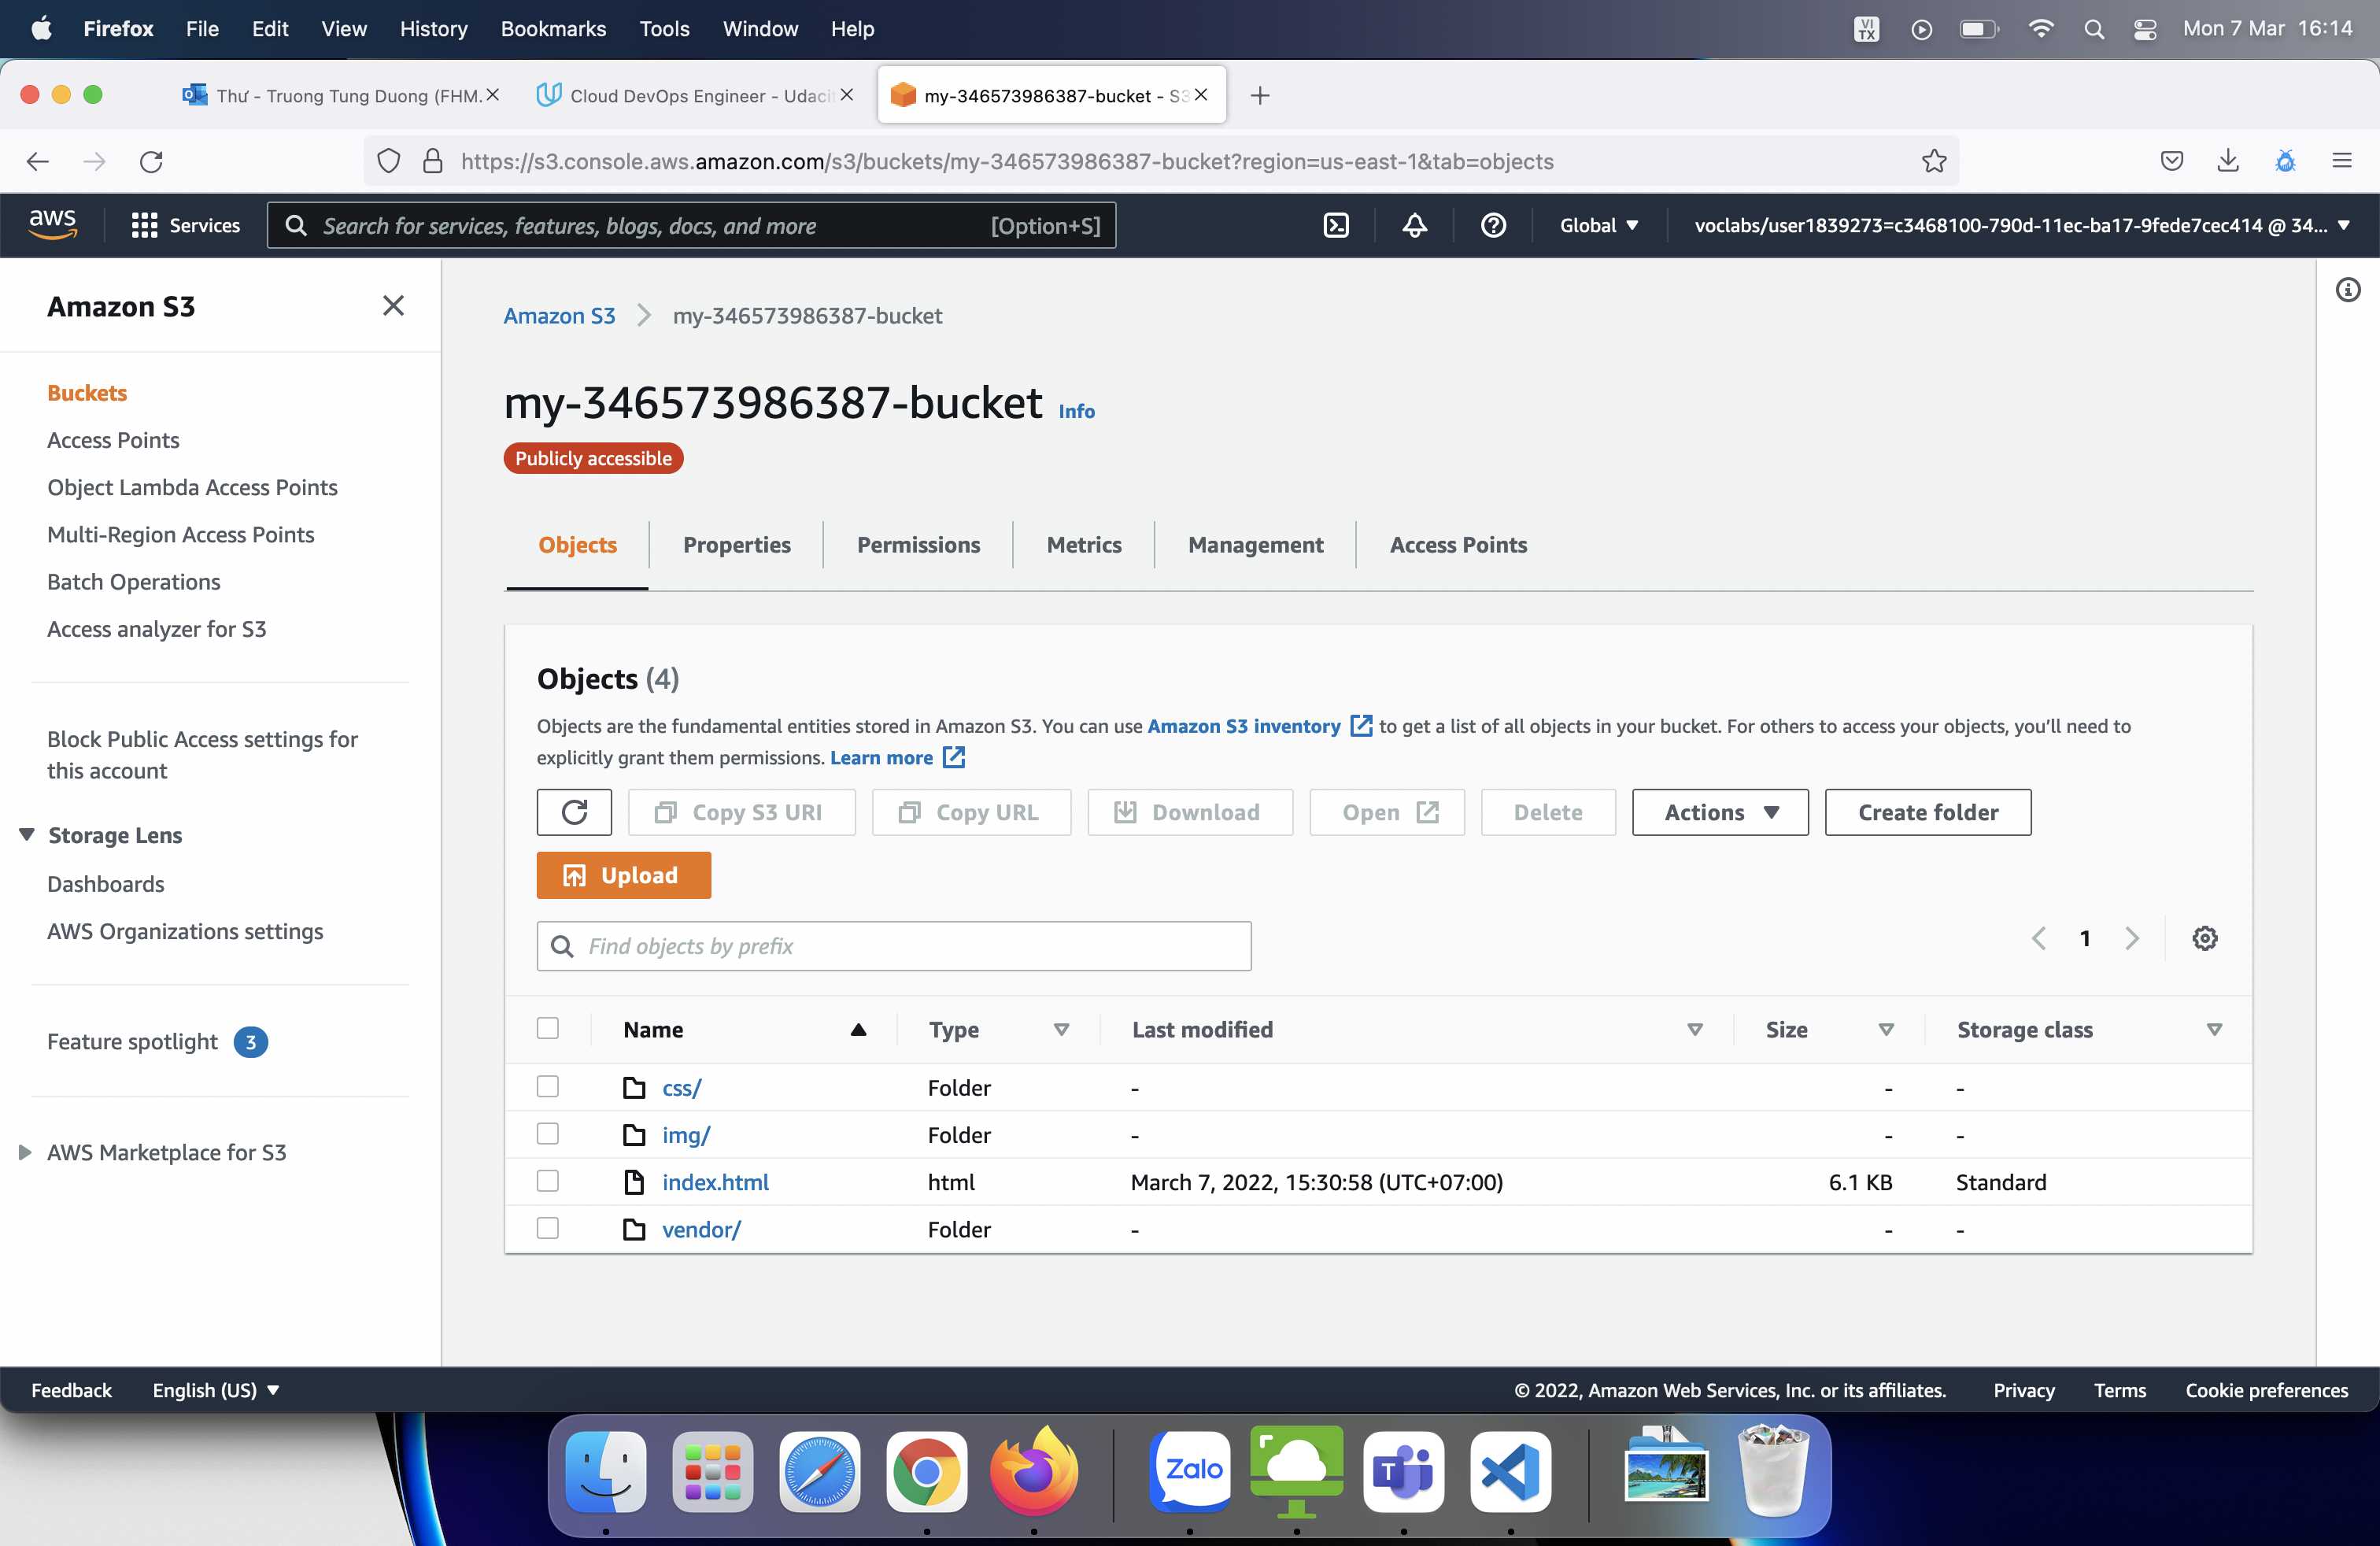 Firefox File Edit View History Bookmarks Tools Window Help VI TX Mon 7 Mar 16:14
Thư - Truong Tung Duong (FHM. Cloud DevOps Engineer - Udacit my-346573986387-bucket - S3
https://s3.console.aws.amazon.com/s3/buckets/my-346573986387-bucket?region=us-east-1&tab=objects
aws Services Search for services, features, blogs, docs, and more [Option+S] Global voclabs/user1839273=c3468100-790d-11ec-ba17-9fede7cec414 @ 34...
Amazon S3
Buckets
Access Points
Object Lambda Access Points
Multi-Region Access Points
Batch Operations
Access analyzer for S3
Block Public Access settings for
this account
Storage Lens
Dashboards
AWS Organizations settings
Feature spotlight 3
AWS Marketplace for S3
Amazon S3 my-346573986387-bucket
my-346573986387-bucket Info
Publicly accessible
Objects Properties Permissions Metrics Management Access Points
Objects (4)
Objects are the fundamental entities stored in Amazon S3. You can use Amazon S3 inventory to get a list of all objects in your bucket. For others to access your objects, you'll need to
explicitly grant them permissions. Learn more
Copy S3 URI Copy URL Download Open Delete Actions Create folder
Upload
Find objects by prefix 1
Name Type Last modified Size Storage class
css/ Folder - - -
img/ Folder - - -
index.html html March 7, 2022, 15:30:58 (UTC+07:00) 6.1 KB Standard
vendor/ Folder - - -
Feedback English (US) © 2022, Amazon Web Services, Inc. or its affiliates. Privacy Terms Cookie preferences
Zalo T